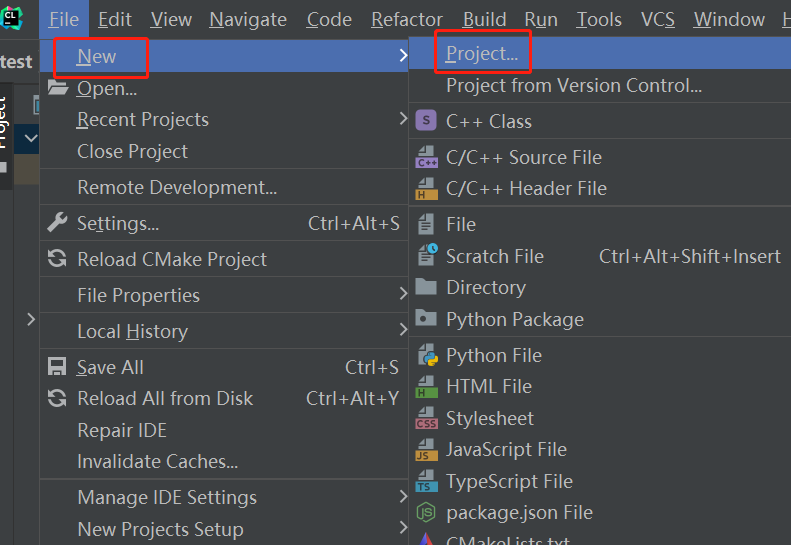 CL
File Edit View Navigate Code Refactor Build Run Tools VCS Window H
test
Project
New
Open...
Recent Projects
Close Project
Remote Development...
Settings... Ctrl+Alt+S
Reload CMake Project
File Properties
Local History
Save All Ctrl+S
Reload All from Disk Ctrl+Alt+Y
Repair IDE
Invalidate Caches...
Manage IDE Settings
New Projects Setup
Project...
Project from Version Control...
S C++ Class
C++ C/C++ Source File
H C/C++ Header File
File
Scratch File Ctrl+Alt+Shift+Insert
Directory
Python Package
Python File
H HTML File
CSS Stylesheet
JS JavaScript File
TS TypeScript File
JS package.json File
CMakeLists.txt